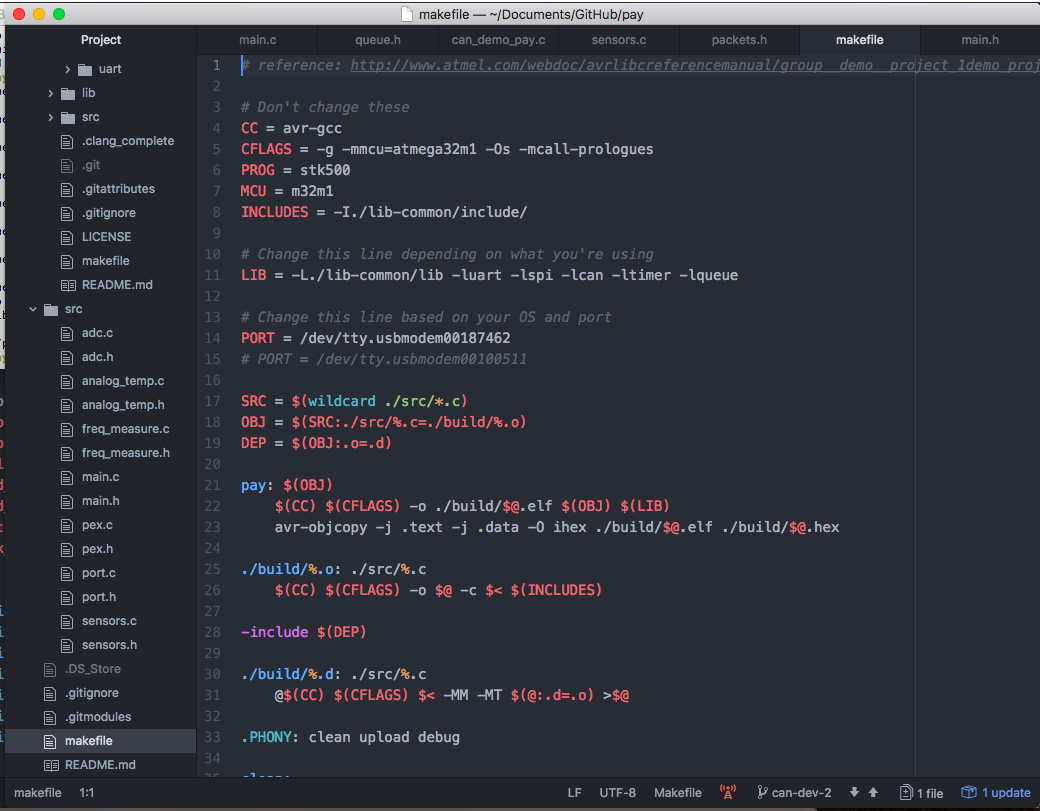 makefile — ~/Documents/GitHub/pay
Project
main.c queue.h can_demo_pay.c sensors.c packets.h makefile main.h
uart
lib
src
.clang_complete
.git
.gitattributes
.gitignore
LICENSE
makefile
README.md
src
adc.c
adc.h
analog_temp.c
analog_temp.h
freq_measure.c
freq_measure.h
main.c
main.h
pex.c
pex.h
port.c
port.h
sensors.c
sensors.h
.DS_Store
.gitignore
.gitmodules
makefile
README.md
1 # reference: http://www.atmel.com/webdoc/avrlibcreferencemanual/group__demo__project_1demo_proj
2
3 # Don't change these
4 CC = avr-gcc
5 CFLAGS = -g -mmcu=atmega32m1 -Os -mcall-prologues
6 PROG = stk500
7 MCU = m32m1
8 INCLUDES = -I./lib-common/include/
9
10 # Change this line depending on what you're using
11 LIB = -L./lib-common/lib -luart -lspi -lcan -ltimer -lqueue
12
13 # Change this line based on your OS and port
14 PORT = /dev/tty.usbmodem00187462
15 # PORT = /dev/tty.usbmodem00100511
16
17 SRC = $(wildcard ./src/*.c)
18 OBJ = $(SRC:./src/%.c=./build/%.o)
19 DEP = $(OBJ:.o=.d)
20
21 pay: $(OBJ)
22 $(CC) $(CFLAGS) -o ./build/$@.elf $(OBJ) $(LIB)
23 avr-objcopy -j .text -j .data -O ihex ./build/$@.elf ./build/$@.hex
24
25 ./build/%.o: ./src/%.c
26 $(CC) $(CFLAGS) -o $@ -c $< $(INCLUDES)
27
28 -include $(DEP)
29
30 ./build/%.d: ./src/%.c
31 @$(CC) $(CFLAGS) $< -MM -MT $(@:.d=.o) >$@
32
33 .PHONY: clean upload debug
34
makefile 1:1 LF UTF-8 Makefile can-dev-2 1 file 1 update